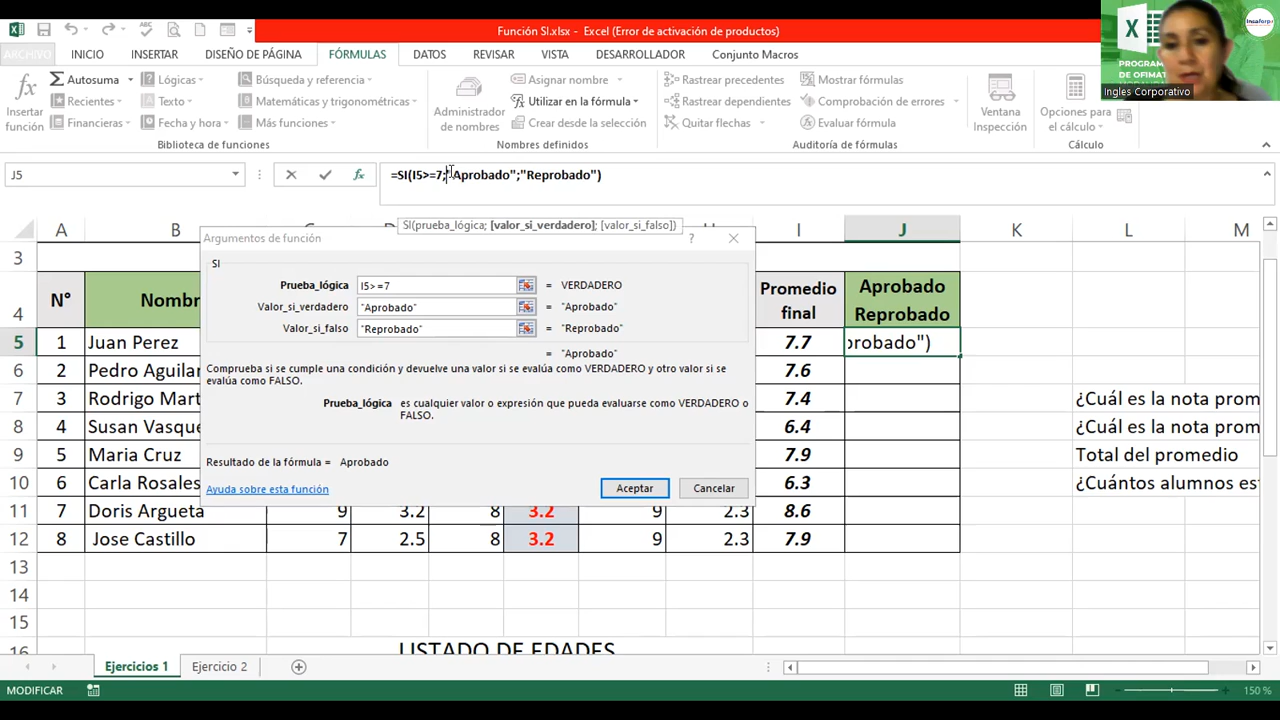 Función SI.xlsx - Excel (Error de activación de productos)
ARCHIVO INICIO INSERTAR DISEÑO DE PÁGINA FÓRMULAS DATOS REVISAR VISTA DESARROLLADOR Conjunto Macros
Insertar función
Autosuma
Recientes
Financieras
Lógicas
Texto
Fecha y hora
Búsqueda y referencia
Matemáticas y trigonométricas
Más funciones
Biblioteca de funciones
Administrador de nombres
Asignar nombre
Utilizar en la fórmula
Crear desde la selección
Nombres definidos
Rastrear precedentes
Rastrear dependientes
Quitar flechas
Mostrar fórmulas
Comprobación de errores
Evaluar fórmula
Auditoría de fórmulas
Ventana Inspección
Opciones para el cálculo
Cálculo
Ingles Corporativo
J5
=SI(I5>=7;"Aprobado";"Reprobado")
SI(prueba_lógica; [valor_si_verdadero]; [valor_si_falso])
A B I J K L M
Argumentos de función ?
SI
Prueba_lógica I5>=7 = VERDADERO
Valor_si_verdadero "Aprobado" = "Aprobado"
Valor_si_falso "Reprobado" = "Reprobado"
= "Aprobado"
Comprueba si se cumple una condición y devuelve una valor si se evalúa como VERDADERO y otro valor si se
evalúa como FALSO.
Prueba_lógica es cualquier valor o expresión que pueda evaluarse como VERDADERO o
FALSO.
Resultado de la fórmula = Aprobado
Ayuda sobre esta función Aceptar Cancelar
3
4 N° Promedio final Aprobado Reprobado
5 1 Juan Perez 7.7 probado")
6 2 7.6
7 3 Rodrigo 7.4
8 4 Susan 6.4
9 5 Maria Cruz 7.9
10 6 Carla Rosales 6.3
11 7 Doris Argueta 9 3.2 8 3.2 9 2.3 8.6
12 8 Jose Castillo 7 2.5 8 3.2 9 2.3 7.9
¿Cuál es la nota prom
¿Cuál es la nota prom
Total del promedio
¿Cuántos alumnos es
13
14
15
16 LISTADO DE EDADES
Ejercicios 1 Ejercicio 2
MODIFICAR 150 %